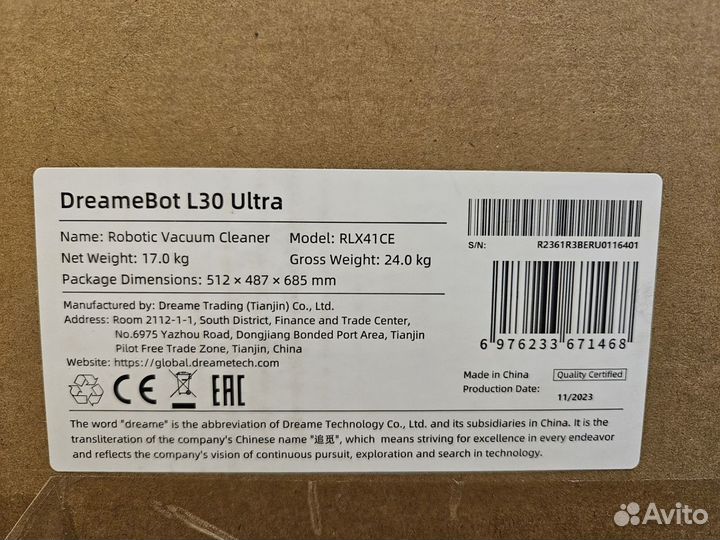 DreameBot L30 Ultra
Name: Robotic Vacuum Cleaner Model: RLX41CE
Net Weight: 17.0 kg Gross Weight: 24.0 kg
Package Dimensions: 512 × 487 × 685 mm
Manufactured by: Dreame Trading (Tianjin) Co., Ltd.
Address: Room 2112-1-1, South District, Finance and Trade Center,
No.6975 Yazhou Road, Dongjiang Bonded Port Area, Tianjin
Pilot Free Trade Zone, Tianjin, China
Website: https://global.dreametech.com
CE EAC
S/N: R2361R3BERU0116401
6 976233 671468
Made in China Quality Certified
Production Date: 11/2023
The word "dreame" is the abbreviation of Dreame Technology Co., Ltd. and its subsidiaries in China. It is the
transliteration of the company's Chinese name "追觅", which means striving for excellence in every endeavor
and reflects the company's vision of continuous pursuit, exploration and search in technology.
Avito